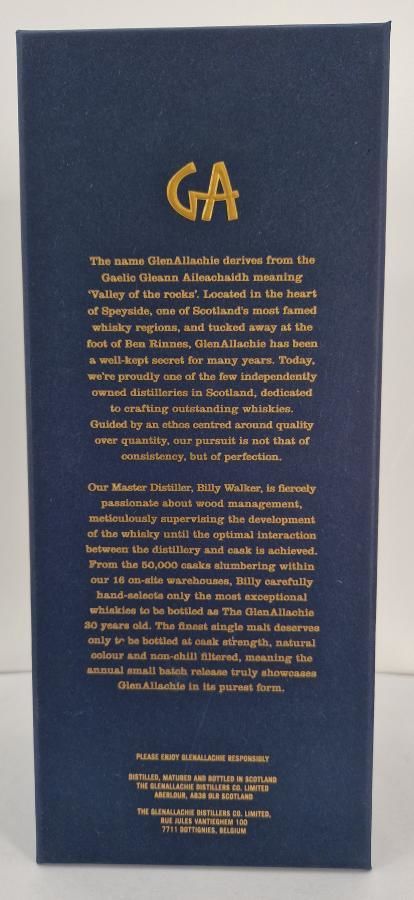 GA
The name GlenAllachie derives from the
Gaelic Gleann Aileachaidh meaning
'Valley of the rocks'. Located in the heart
of Speyside, one of Scotland's most famed
whisky regions, and tucked away at the
foot of Ben Rinnes, GlenAllachie has been
a well-kept secret for many years. Today,
we're proudly one of the few independently
owned distilleries in Scotland, dedicated
to crafting outstanding whiskies.
Guided by an ethos centred around quality
over quantity, our pursuit is not that of
consistency, but of perfection.
Our Master Distiller, Billy Walker, is fiercely
passionate about wood management,
meticulously supervising the development
of the whisky until the optimal interaction
between the distillery and cask is achieved.
From the 50,000 casks slumbering within
our 16 on-site warehouses, Billy carefully
hand-selects only the most exceptional
whiskies to be bottled as The GlenAllachie
30 years old. The finest single malt deserves
only to be bottled at cask strength, natural
colour and non-chill filtered, meaning the
annual small batch release truly showcases
GlenAllachie in its purest form.
PLEASE ENJOY GLENALLACHIE RESPONSIBLY
DISTILLED, MATURED AND BOTTLED IN SCOTLAND
THE GLENALLACHIE DISTILLERS CO. LIMITED
ABERLOUR, AB38 9LR SCOTLAND
THE GLENALLACHIE DISTILLERS CO. LIMITED,
RUE JULES VANTIEGHEM 100
7711 DOTTIGNIES, BELGIUM